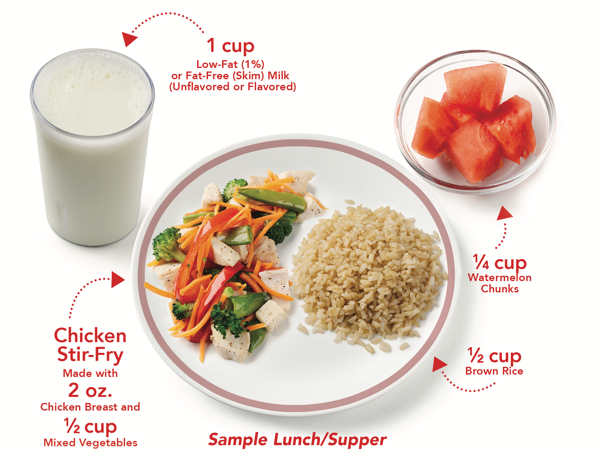 1 cup
Low-Fat (1%)
or Fat-Free (Skim) Milk
(Unflavored or Flavored)
¼ cup
Watermelon
Chunks
Chicken
Stir-Fry
Made with
2 oz.
Chicken Breast and
½ cup
Mixed Vegetables
½ cup
Brown Rice
Sample Lunch/Supper